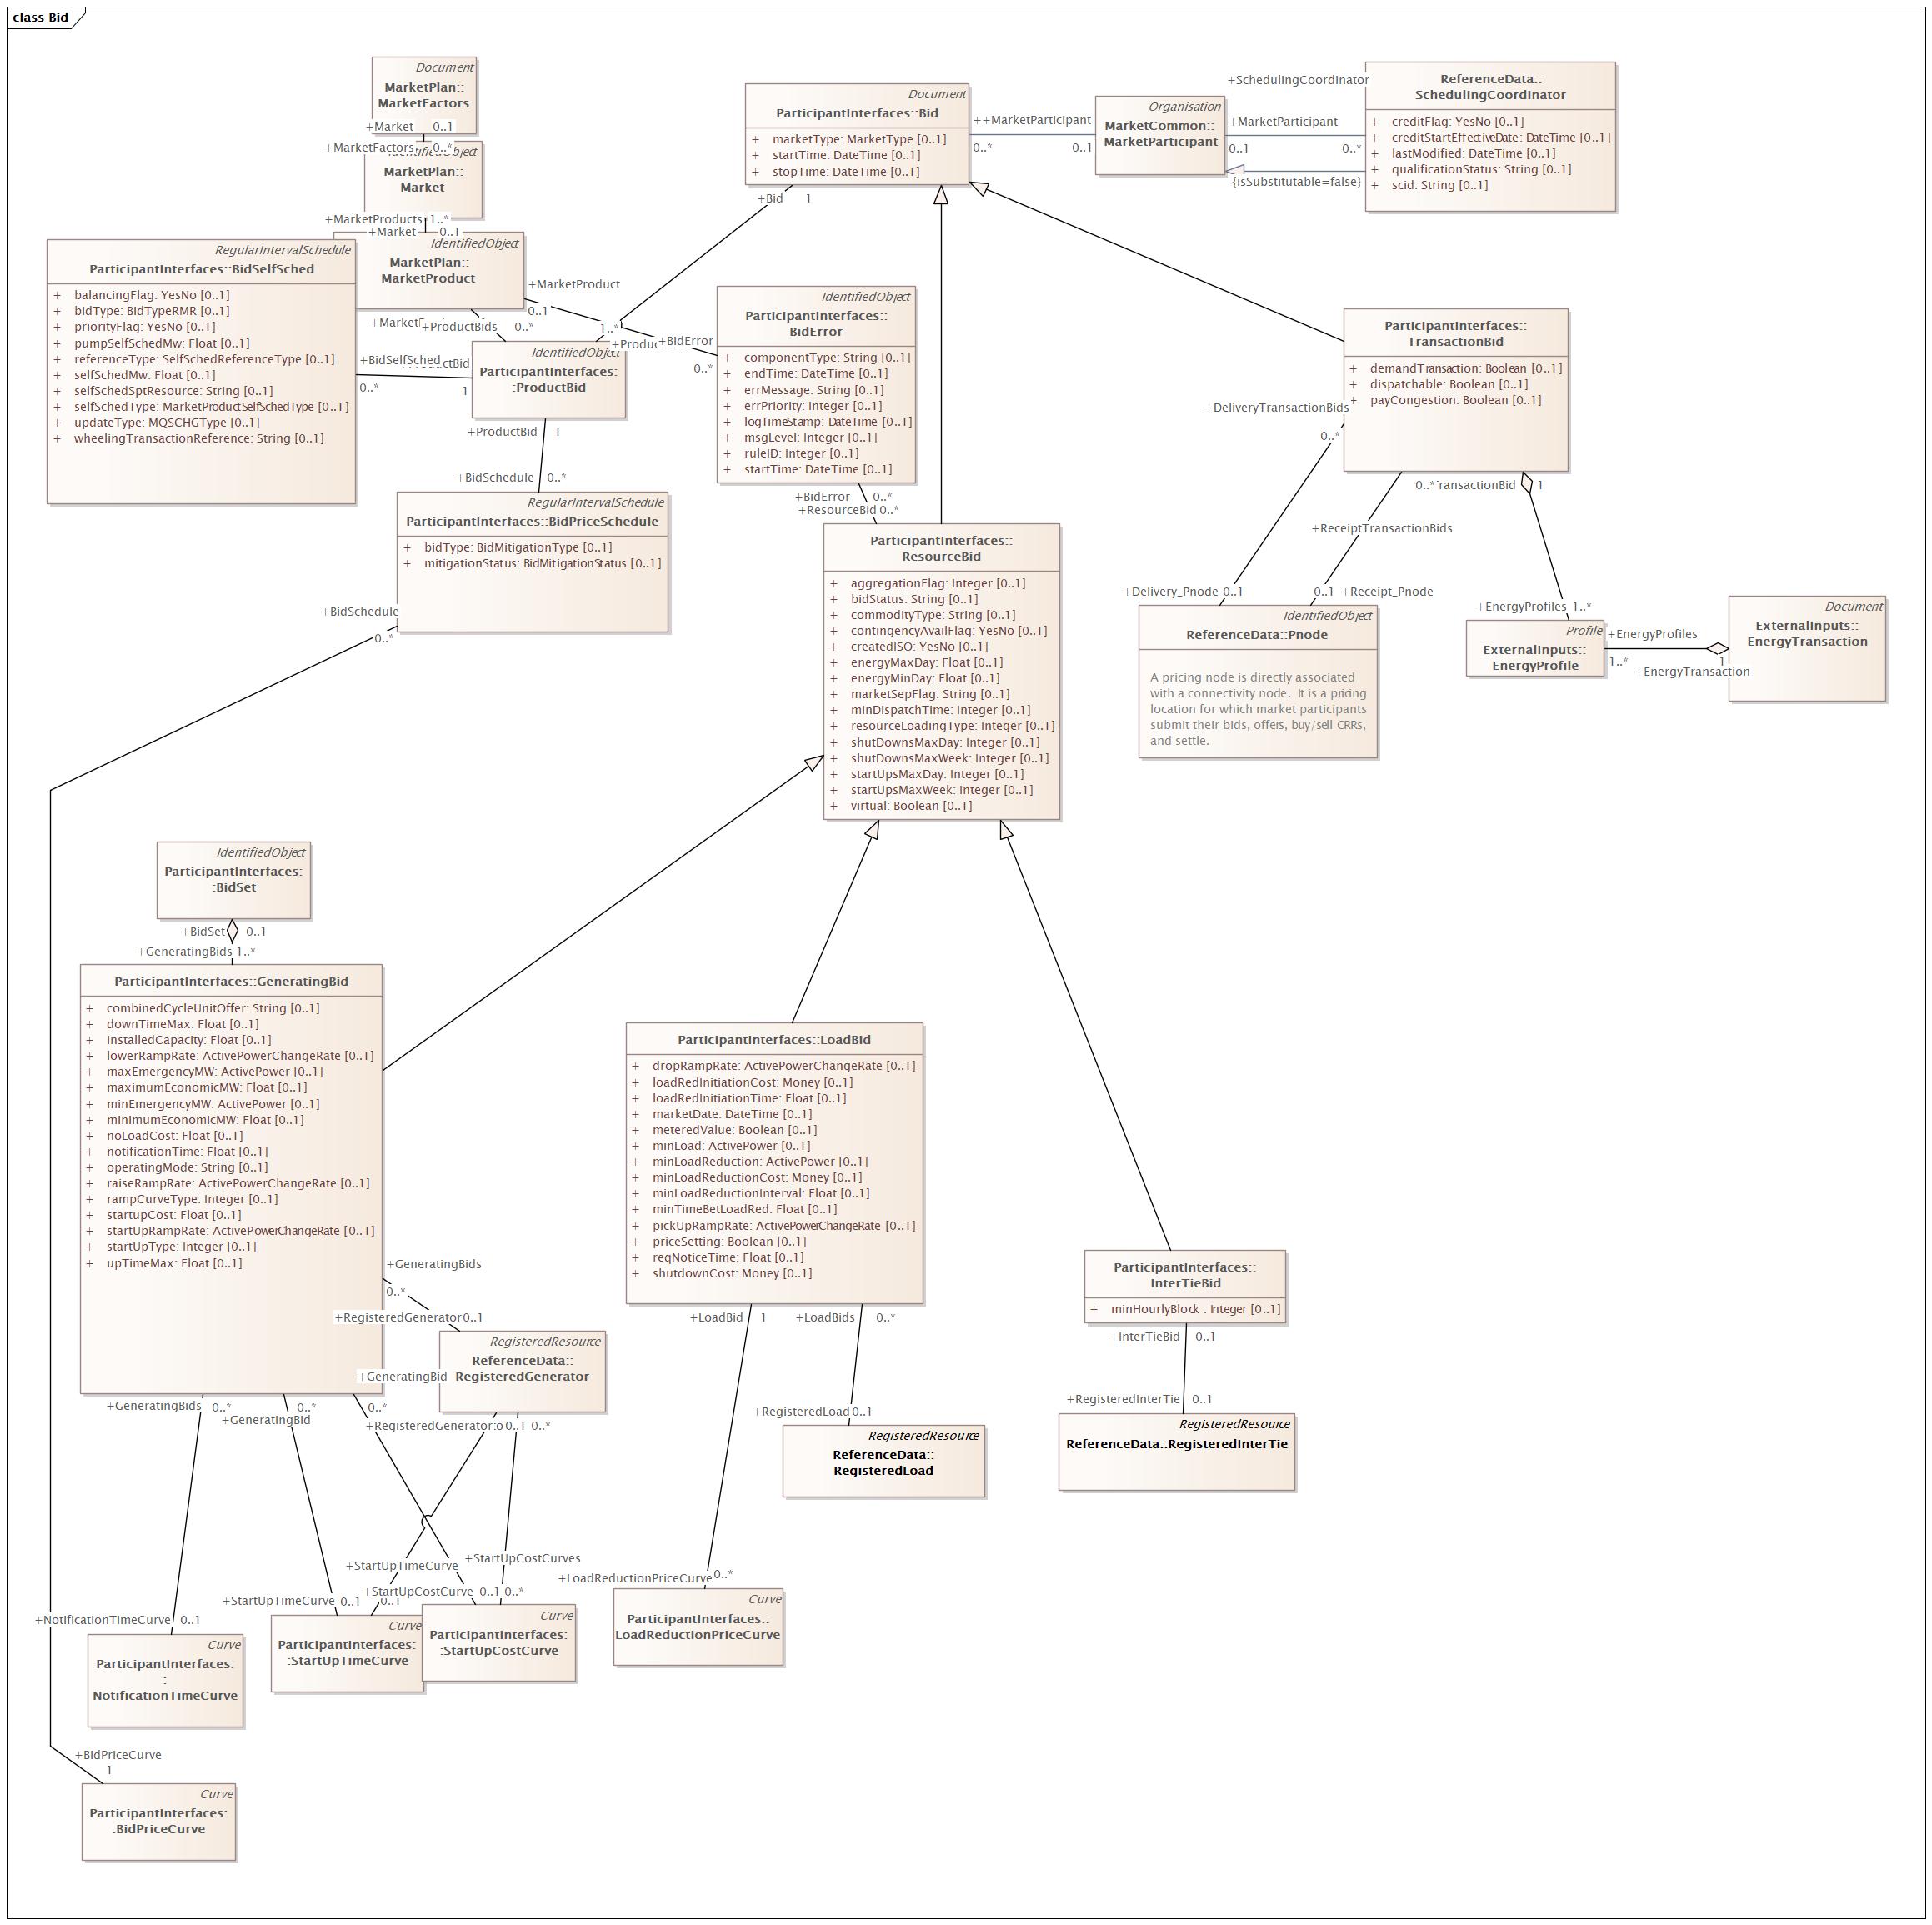 class Bid
Document
MarketPlan::
MarketFactors
+Market 0..1
+MarketFactors 0..*
IdentifiedObject
MarketPlan::
Market
+MarketProducts 1..*
+Market 0..1
IdentifiedObject
MarketPlan::
MarketProduct
+MarketProduct
0..1
+ProductBids 0..*
RegularIntervalSchedule
ParticipantInterfaces::BidSelfSched
+ balancingFlag: YesNo [0..1]
+ bidType: BidTypeRMR [0..1]
+ priorityFlag: YesNo [0..1]
+ pumpSelfSchedMw: Float [0..1]
+ referenceType: SelfSchedReferenceType [0..1]
+ selfSchedMw: Float [0..1]
+ selfSchedSptResource: String [0..1]
+ selfSchedType: MarketProductSelfSchedType [0..1]
+ updateType: MQSCHGType [0..1]
+ wheelingTransactionReference: String [0..1]
+BidSelfSched
0..*
1
IdentifiedObject
ParticipantInterfaces:
:ProductBid
+ProductBid 1
+BidSchedule 0..*
RegularIntervalSchedule
ParticipantInterfaces::BidPriceSchedule
+ bidType: BidMitigationType [0..1]
+ mitigationStatus: BidMitigationStatus [0..1]
+BidSchedule
0..*
Document
ParticipantInterfaces::Bid
+ marketType: MarketType [0..1]
+ startTime: DateTime [0..1]
+ stopTime: DateTime [0..1]
+Bid 1
1..*
++MarketParticipant
0..* 0..1
Organisation
MarketCommon::
MarketParticipant
+SchedulingCoordinator
+MarketParticipant
0..1 0..*
{isSubstitutable=false}
ReferenceData::
SchedulingCoordinator
+ creditFlag: YesNo [0..1]
+ creditStartEffectiveDate: DateTime [0..1]
+ lastModified: DateTime [0..1]
+ qualificationStatus: String [0..1]
+ scid: String [0..1]
+BidError
0..*
IdentifiedObject
ParticipantInterfaces::
BidError
+ componentType: String [0..1]
+ endTime: DateTime [0..1]
+ errMessage: String [0..1]
+ errPriority: Integer [0..1]
+ logTimeStamp: DateTime [0..1]
+ msgLevel: Integer [0..1]
+ ruleID: Integer [0..1]
+ startTime: DateTime [0..1]
+BidError 0..*
+ResourceBid 0..*
ParticipantInterfaces::
ResourceBid
+ aggregationFlag: Integer [0..1]
+ bidStatus: String [0..1]
+ commodityType: String [0..1]
+ contingencyAvailFlag: YesNo [0..1]
+ createdISO: YesNo [0..1]
+ energyMaxDay: Float [0..1]
+ energyMinDay: Float [0..1]
+ marketSepFlag: String [0..1]
+ minDispatchTime: Integer [0..1]
+ resourceLoadingType: Integer [0..1]
+ shutDownsMaxDay: Integer [0..1]
+ shutDownsMaxWeek: Integer [0..1]
+ startUpsMaxDay: Integer [0..1]
+ startUpsMaxWeek: Integer [0..1]
+ virtual: Boolean [0..1]
ParticipantInterfaces::
TransactionBid
+ demandTransaction: Boolean [0..1]
+ dispatchable: Boolean [0..1]
+ payCongestion: Boolean [0..1]
+DeliveryTransactionBids
0..*
0..* 1
+ReceiptTransactionBids
+Delivery_Pnode 0..1
0..1 +Receipt_Pnode
IdentifiedObject
ReferenceData::Pnode
A pricing node is directly associated
with a connectivity node. It is a pricing
location for which market participants
submit their bids, offers, buy/sell CRRs,
and settle.
+EnergyProfiles 1..*
Profile
ExternalInputs::
EnergyProfile
+EnergyProfiles
1..* 1
+EnergyTransaction
Document
ExternalInputs::
EnergyTransaction
IdentifiedObject
ParticipantInterfaces:
:BidSet
+BidSet 0..1
+GeneratingBids 1..*
ParticipantInterfaces::GeneratingBid
+ combinedCycleUnitOffer: String [0..1]
+ downTimeMax: Float [0..1]
+ installedCapacity: Float [0..1]
+ lowerRampRate: ActivePowerChangeRate [0..1]
+ maxEmergencyMW: ActivePower [0..1]
+ maximumEconomicMW: Float [0..1]
+ minEmergencyMW: ActivePower [0..1]
+ minimumEconomicMW: Float [0..1]
+ noLoadCost: Float [0..1]
+ notificationTime: Float [0..1]
+ operatingMode: String [0..1]
+ raiseRampRate: ActivePowerChangeRate [0..1]
+ rampCurveType: Integer [0..1]
+ startupCost: Float [0..1]
+ startUpRampRate: ActivePowerChangeRate [0..1]
+ startUpType: Integer [0..1]
+ upTimeMax: Float [0..1]
+GeneratingBids
0..*
+RegisteredGenerator 0..1
RegisteredResource
ReferenceData::
RegisteredGenerator
+GeneratingBid
+GeneratingBids 0..*
+GeneratingBid 0..*
0..*
+RegisteredGenerator 0..1 0..*
+StartUpTimeCurve
+StartUpCostCurves
+StartUpCostCurve 0..1 0..*
+StartUpTimeCurve 0..1 0..1
+NotificationTimeCurve 0..1
Curve
ParticipantInterfaces:
:
NotificationTimeCurve
Curve
ParticipantInterfaces:
:StartUpTimeCurve
Curve
ParticipantInterfaces:
:StartUpCostCurve
+BidPriceCurve
1
Curve
ParticipantInterfaces:
:BidPriceCurve
ParticipantInterfaces::LoadBid
+ dropRampRate: ActivePowerChangeRate [0..1]
+ loadRedInitiationCost: Money [0..1]
+ loadRedInitiationTime: Float [0..1]
+ marketDate: DateTime [0..1]
+ meteredValue: Boolean [0..1]
+ minLoad: ActivePower [0..1]
+ minLoadReduction: ActivePower [0..1]
+ minLoadReductionCost: Money [0..1]
+ minLoadReductionInterval: Float [0..1]
+ minTimeBetLoadRed: Float [0..1]
+ pickUpRampRate: ActivePowerChangeRate [0..1]
+ priceSetting: Boolean [0..1]
+ reqNoticeTime: Float [0..1]
+ shutdownCost: Money [0..1]
+LoadBid 1
+LoadBids 0..*
+RegisteredLoad 0..1
RegisteredResource
ReferenceData::
RegisteredLoad
+LoadReductionPriceCurve 0..*
Curve
ParticipantInterfaces::
LoadReductionPriceCurve
ParticipantInterfaces::
InterTieBid
+ minHourlyBlock : Integer [0..1]
+InterTieBid 0..1
+RegisteredInterTie 0..1
RegisteredResource
ReferenceData::RegisteredInterTie